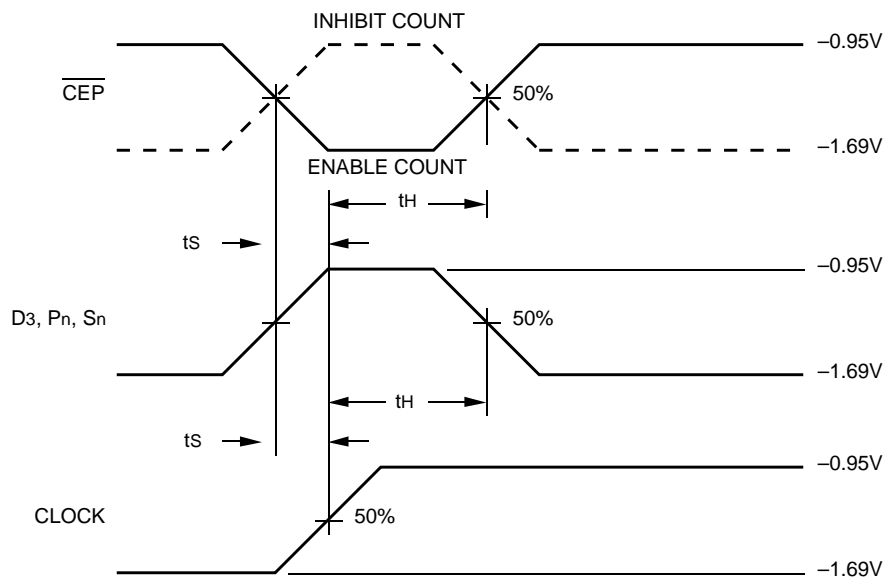 INHIBIT COUNT
–0.95V
CEP
50%
–1.69V
ENABLE COUNT
tH
tS
–0.95V
D3, Pn, Sn
50%
–1.69V
tH
tS
–0.95V
CLOCK
50%
–1.69V